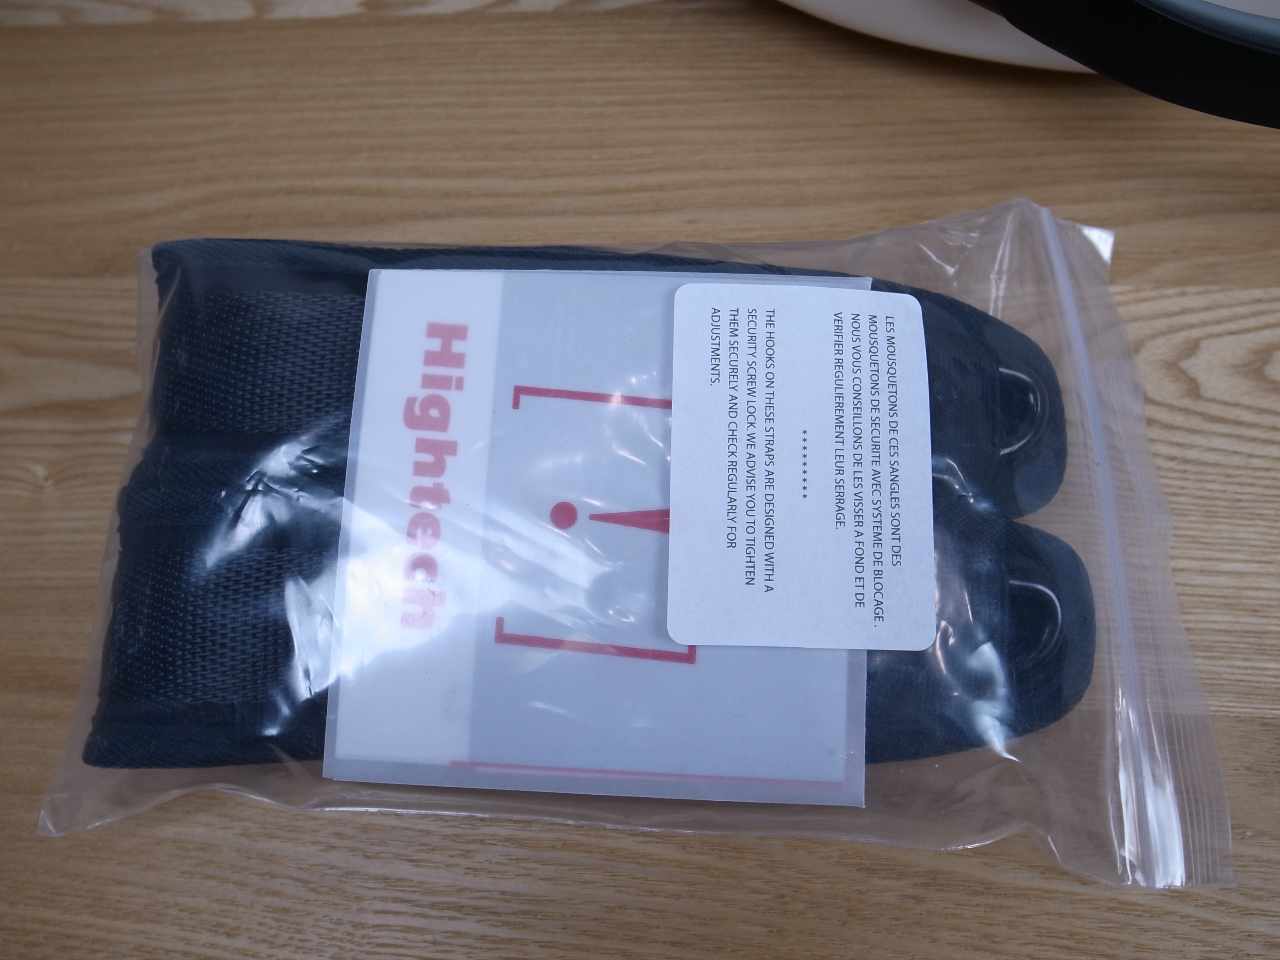 Hightech
LES MOUSQUETONS DE CES SANGLES SONT DES
MOUSQUETONS DE SECURITE AVEC SYSTEME DE BLOCAGE .
NOUS VOUS CONSEILLONS DE LES VISSER A FOND ET DE
VERIFIER REGULIEREMENT LEUR SERRAGE.
*********
THE HOOKS ON THESE STRAPS ARE DESIGNED WITH A
SECURITY SCREW LOCK.WE ADVISE YOU TO TIGHTEN
THEM SECURELY AND CHECK REGULARLY FOR
ADJUSTMENTS.